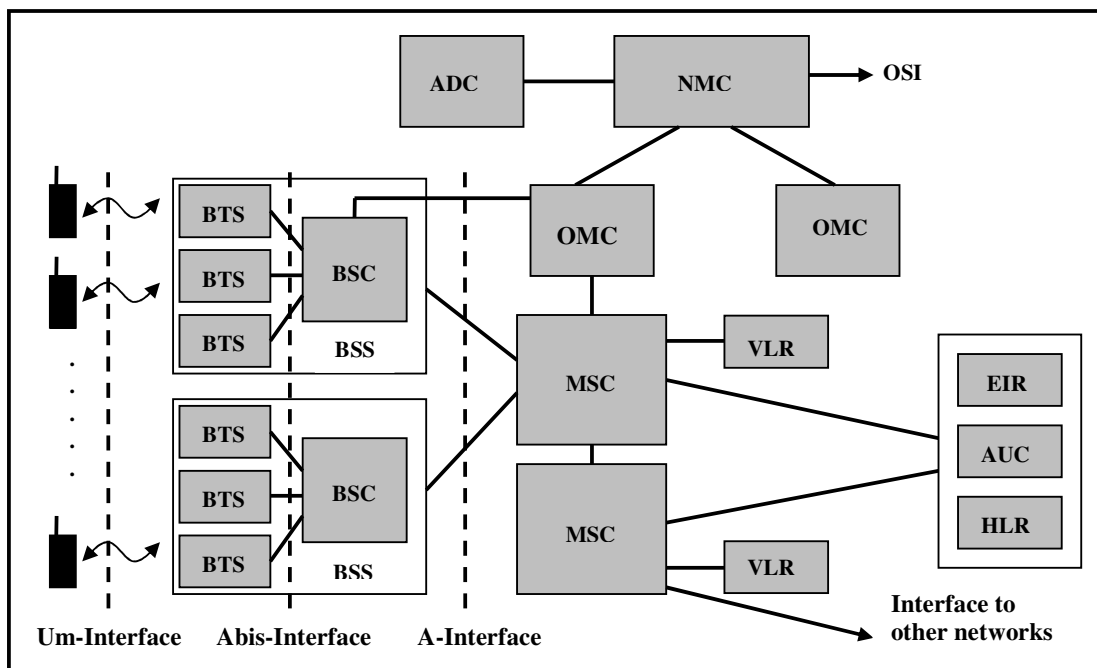 ADC
NMC
OSI
BTS
BTS
BTS
BSC
BSS
OMC
OMC
MSC
VLR
EIR
AUC
HLR
BTS
BTS
BTS
BSC
BSS
MSC
VLR
Um-Interface
Abis-Interface
A-Interface
Interface to
other networks